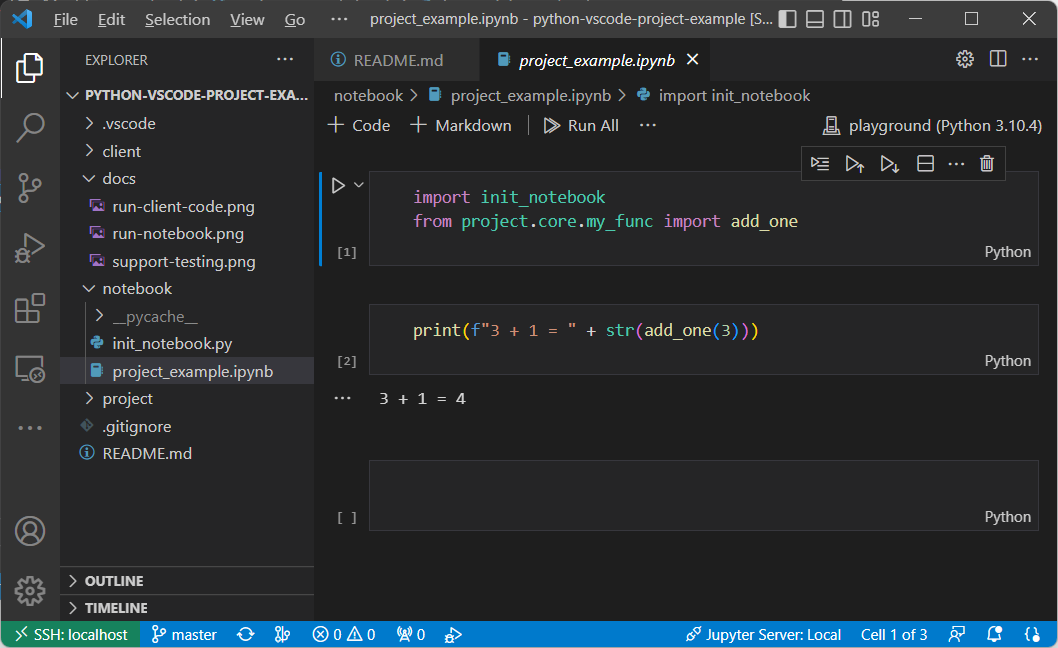 File Edit Selection View Go ··· project_example.ipynb - python-vscode-project-example [S...
EXPLORER ···
README.md
project_example.ipynb
PYTHON-VSCODE-PROJECT-EXA...
.vscode
client
docs
run-client-code.png
run-notebook.png
support-testing.png
notebook
__pycache__
init_notebook.py
project_example.ipynb
project
.gitignore
README.md
OUTLINE
TIMELINE
notebook > project_example.ipynb > import init_notebook
+ Code + Markdown | Run All ···
playground (Python 3.10.4)
import init_notebook
from project.core.my_func import add_one
[1]
Python
print(f"3 + 1 = " + str(add_one(3)))
[2]
Python
··· 3 + 1 = 4
[ ]
Python
SSH: localhost master 0 0 0 Jupyter Server: Local Cell 1 of 3